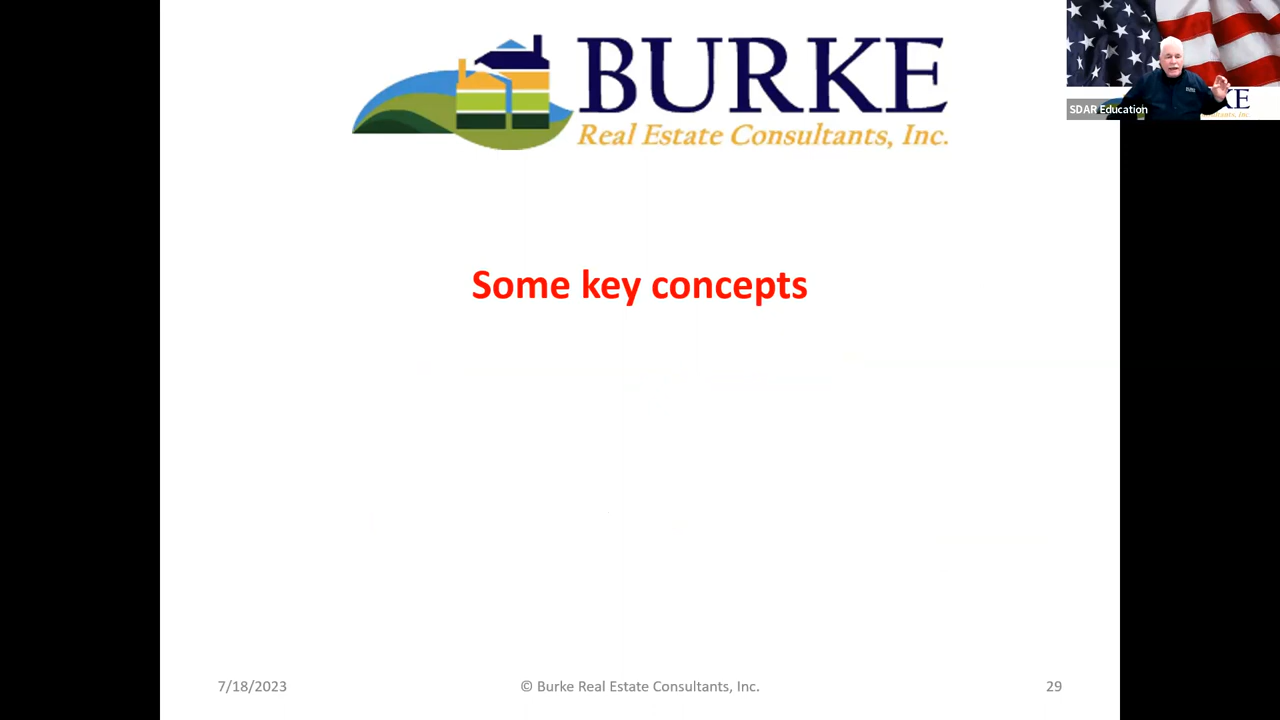 BURKE
Real Estate Consultants, Inc.
SDAR Education
Some key concepts
7/18/2023
© Burke Real Estate Consultants, Inc.
29